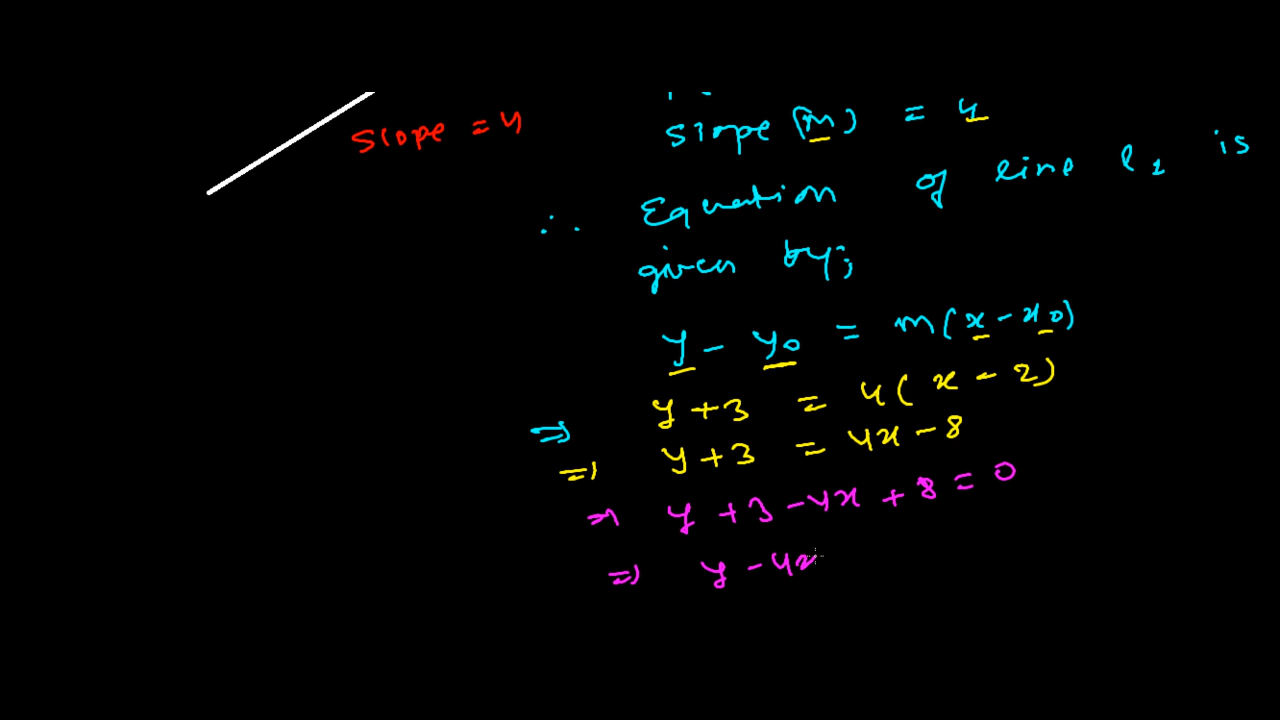 slope = 4
slope (m) = 4
∴ Equation of line l₂ is
given by;
y - y₀ = m(x - x₀)
⇒ y + 3 = 4(x - 2)
⇒ y + 3 = 4x - 8
⇒ y + 3 - 4x + 8 = 0
⇒ y - 4x